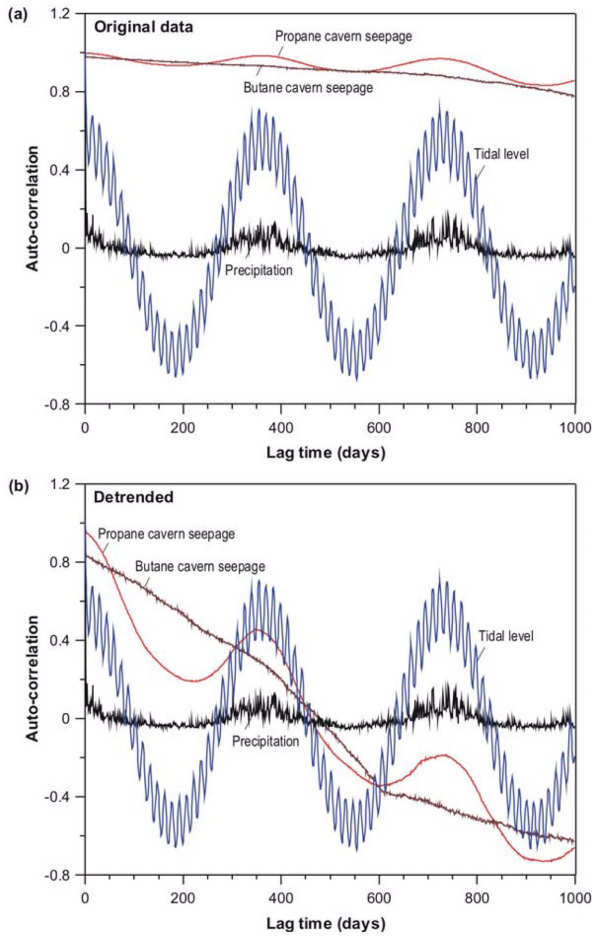 (a)
Original data
1.2
Propane cavern seepage
0.8
Butane cavern seepage
Auto-correlation
0.4
Tidal level
0
Precipitation
-0.4
-0.8
0 200 400 600 800 1000
Lag time (days)
(b)
Detrended
1.2
Propane cavern seepage
0.8
Butane cavern seepage
Auto-correlation
0.4
Tidal level
0
Precipitation
-0.4
-0.8
0 200 400 600 800 1000
Lag time (days)